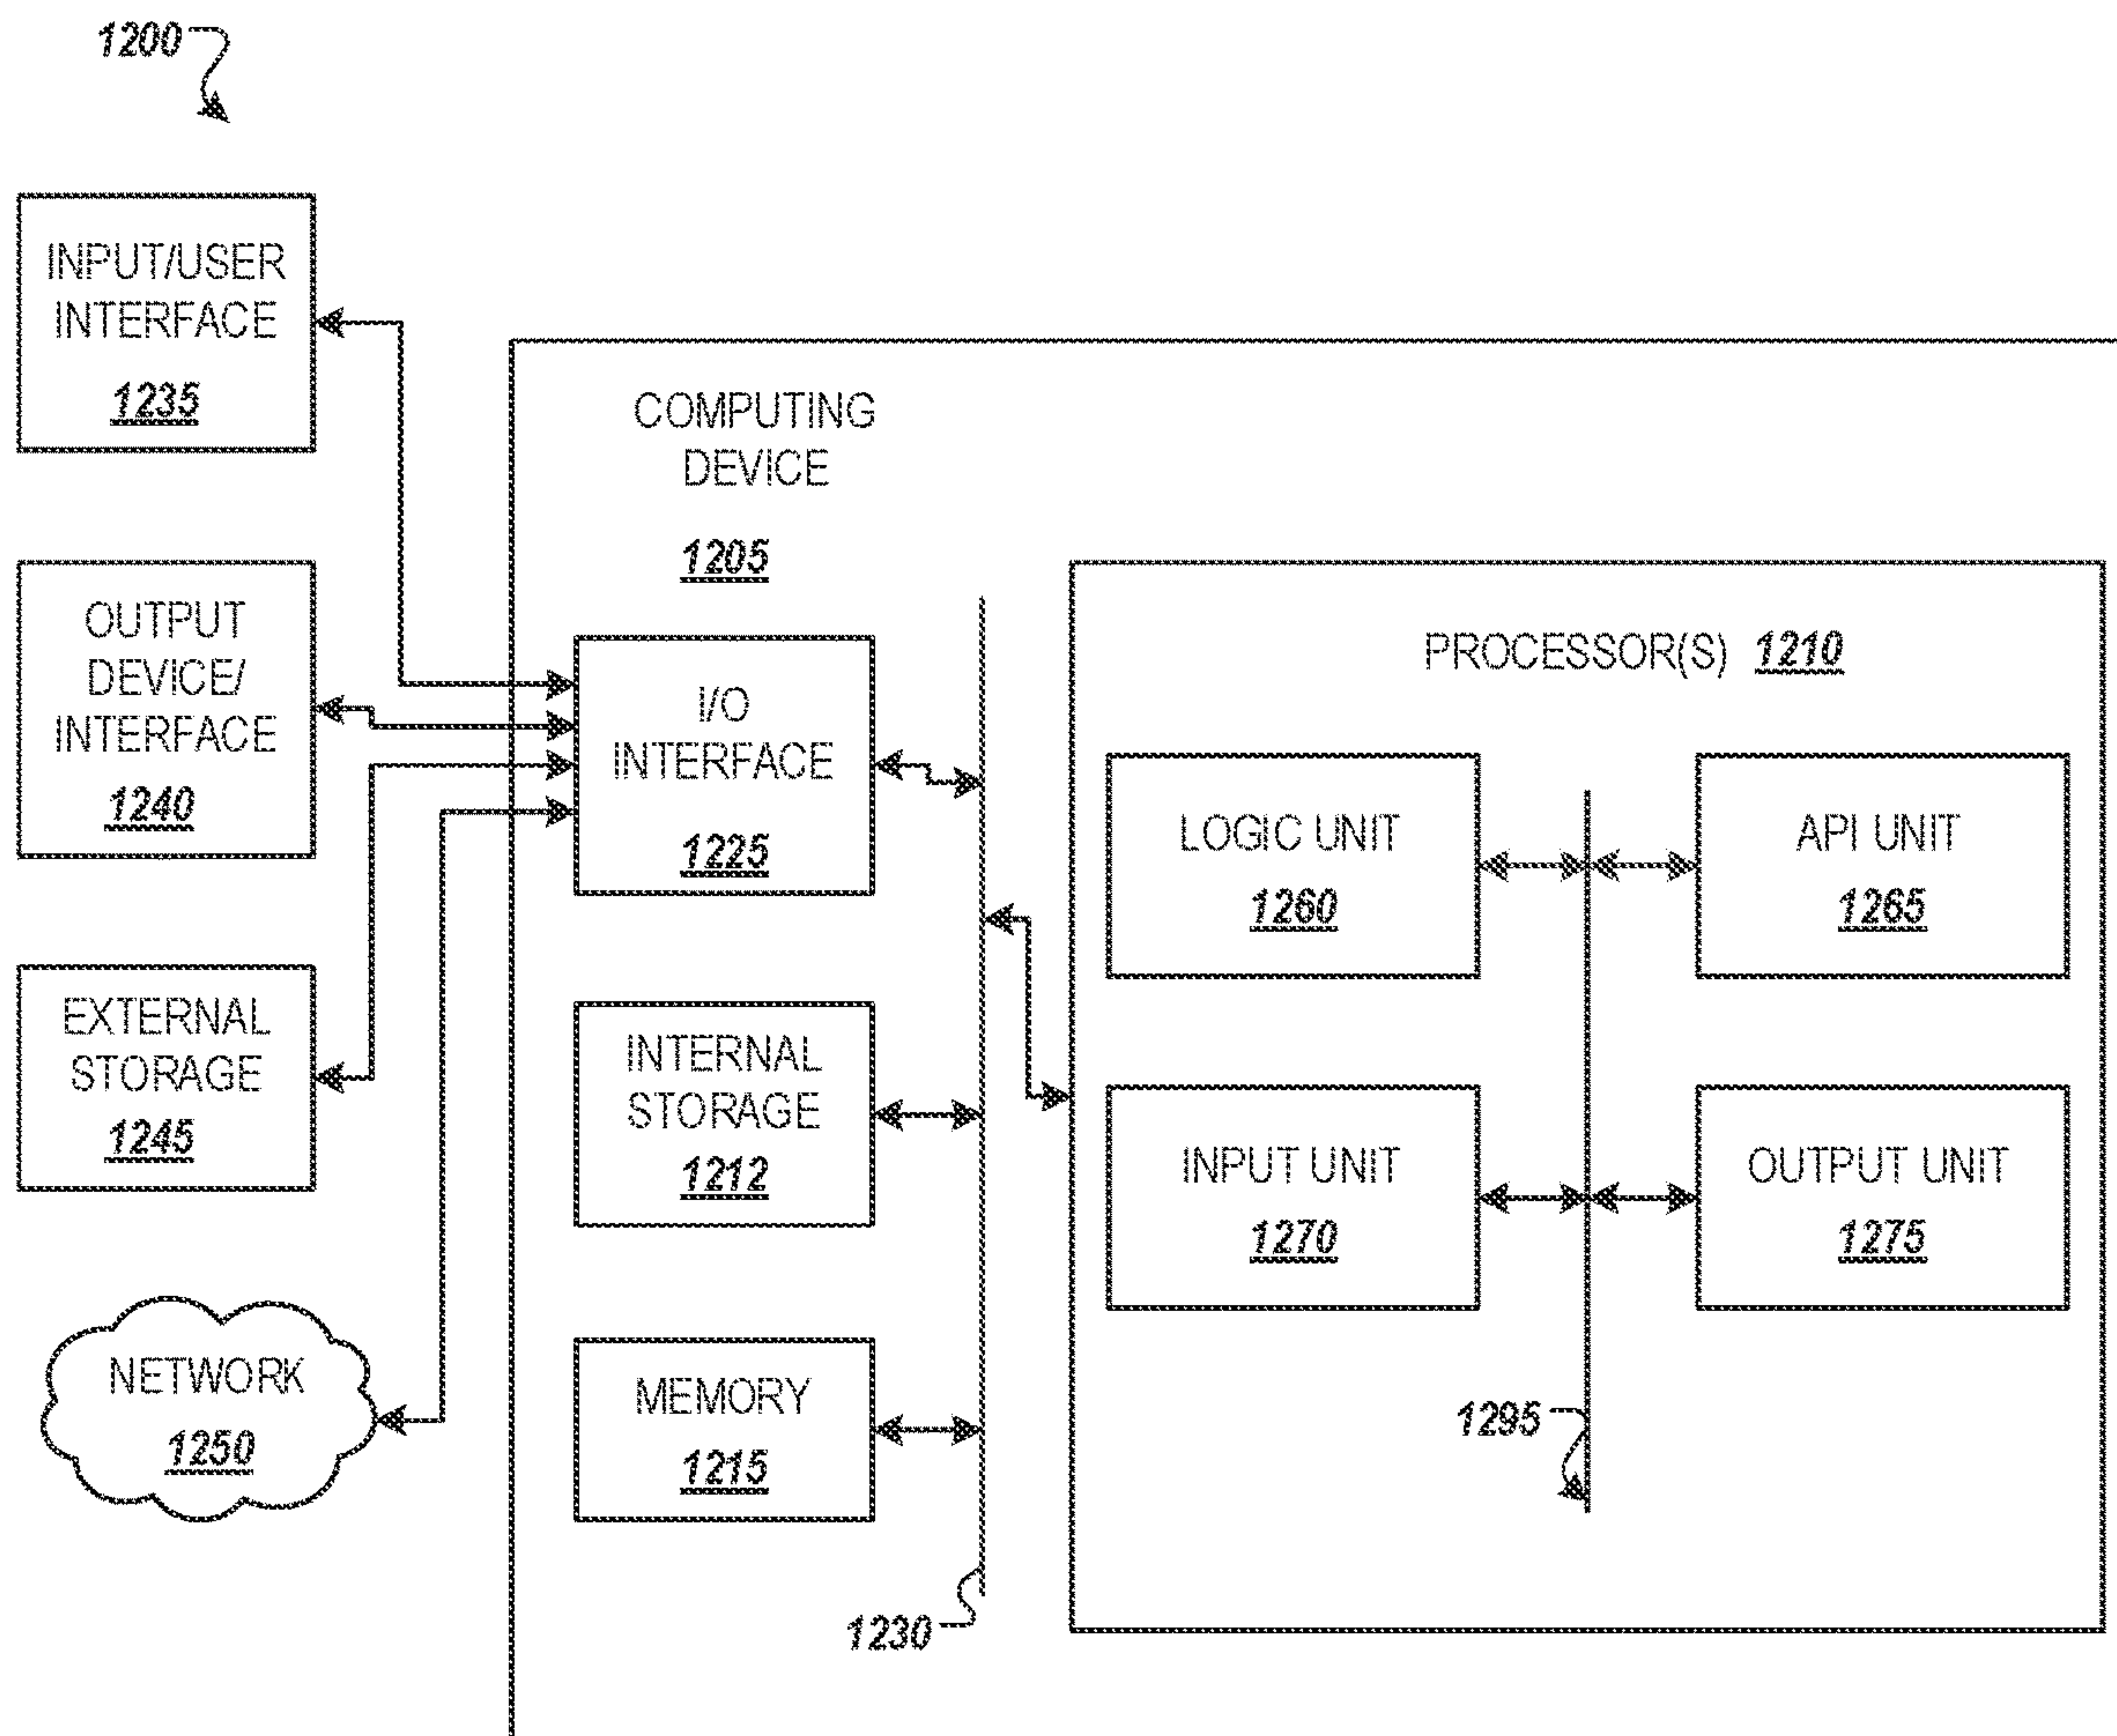 1200
INPUT/USER
INTERFACE
1235
COMPUTING
DEVICE
1205
OUTPUT
DEVICE/
INTERFACE
1240
I/O
INTERFACE
1225
PROCESSOR(S) 1210
LOGIC UNIT
1260
API UNIT
1265
EXTERNAL
STORAGE
1245
INTERNAL
STORAGE
1212
INPUT UNIT
1270
OUTPUT UNIT
1275
NETWORK
1250
MEMORY
1215
1295
1230